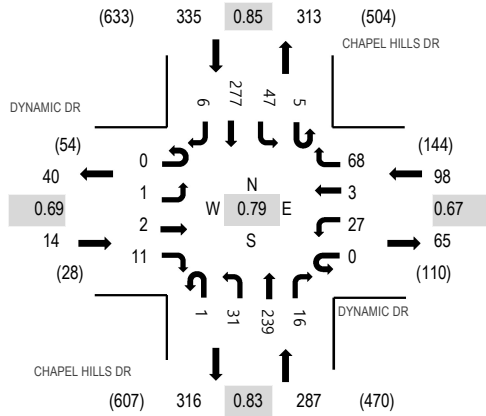 (633) 335 0.85 313 (504)
CHAPEL HILLS DR
DYNAMIC DR
6 277 47 5
(54)
40
0.69
14
(28)
0
1
2
11
N
W 0.79 E
S
68
3
27
0
(144)
98
0.67
65
(110)
1 31 239 16
DYNAMIC DR
CHAPEL HILLS DR
(607) 316 0.83 287 (470)